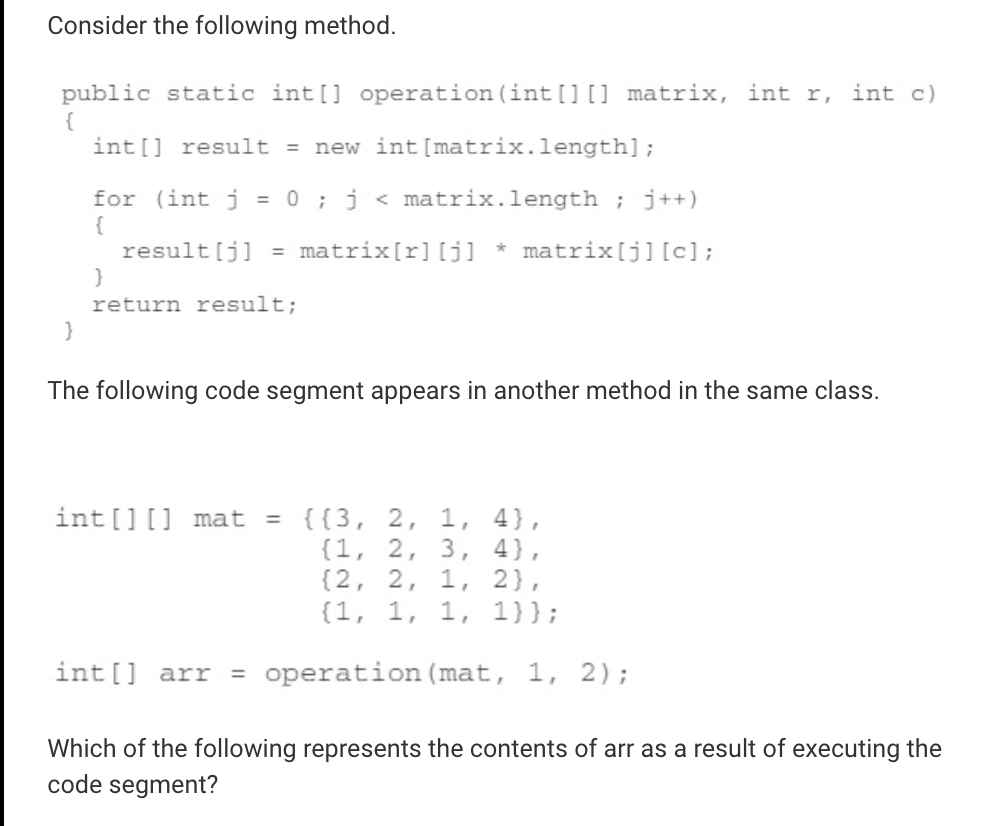 Consider the following method.
public static int[] operation(int[][] matrix, int r, int c)
{
int[] result = new int[matrix.length];
for (int j = 0 ; j < matrix.length ; j++)
{
result[j] = matrix[r][j] * matrix[j][c];
}
return result;
}
The following code segment appears in another method in the same class.
int[][] mat = {{3, 2, 1, 4},
{1, 2, 3, 4},
{2, 2, 1, 2},
{1, 1, 1, 1}};
int[] arr = operation(mat, 1, 2);
Which of the following represents the contents of arr as a result of executing the
code segment?